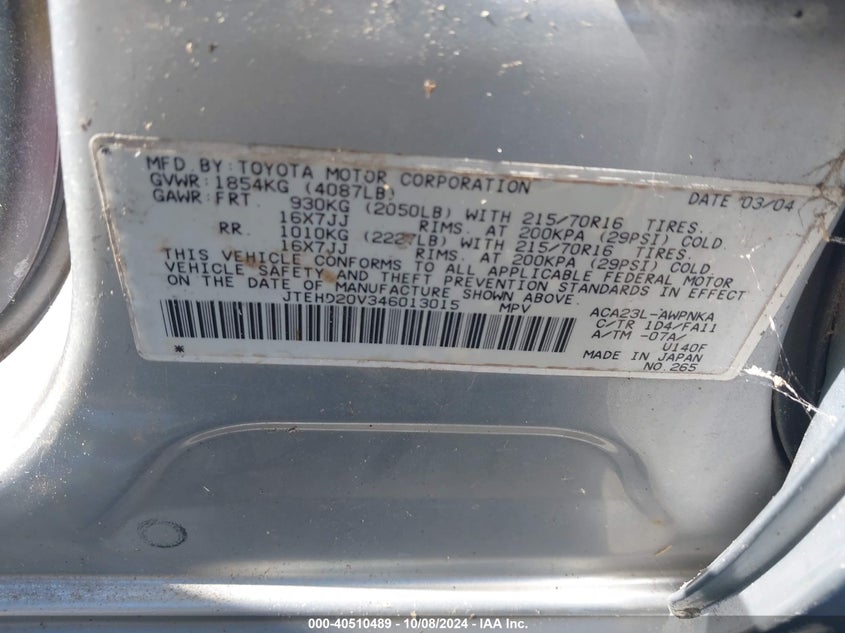 MFD BY: TOYOTA MOTOR CORPORATION DATE 03/04
GVWR: 1854KG (4087LB)
GAWR: FRT 930KG (2050LB) WITH 215/70R16 TIRES.
16X7JJ RIMS. AT 200KPA (29PSI) COLD.
RR. 1010KG (2227LB) WITH 215/70R16 TIRES.
16X7JJ RIMS. AT 200KPA (29PSI) COLD.
THIS VEHICLE CONFORMS TO ALL APPLICABLE FEDERAL MOTOR
VEHICLE SAFETY AND THEFT PREVENTION STANDARDS IN EFFECT
ON THE DATE OF MANUFACTURE SHOWN ABOVE.
JTEHD20V346013015 MPV
ACA23L-AWPNKA
C/TR 1D4/FA11
A/TM -07A/
U140F
MADE IN JAPAN
NO.265
000-40510489 - 10/08/2024 - IAA Inc.